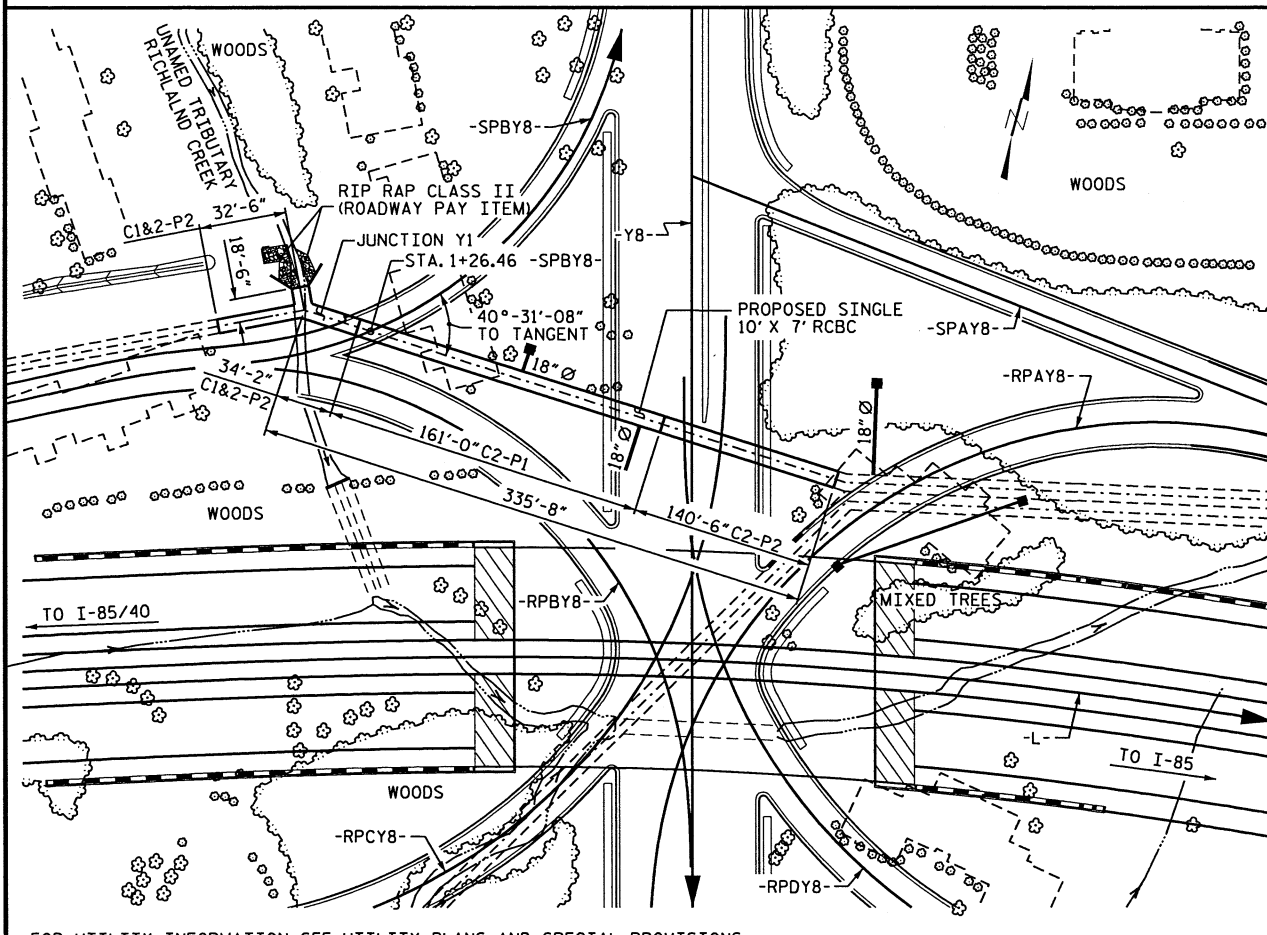 WOODS
UNAMED TRIBUTARY
RICHLALND CREEK
-SPBY8-
N
WOODS
RIP RAP CLASS II
(ROADWAY PAY ITEM)
C1&2-P2
32'-6"
18'-6"
JUNCTION Y1
STA. 1+26.46 -SPBY8-
-Y8-
40°-31'-08"
TO TANGENT
PROPOSED SINGLE
10' X 7' RCBC
-SPAY8-
18" Ø
-RPAY8-
34'-2"
C1&2-P2
18" Ø
18" Ø
161'-0" C2-P1
335'-8"
140'-6" C2-P2
WOODS
TO I-85/40
-RPBY8-
MIXED TREES
-L-
TO I-85
WOODS
-RPCY8-
-RPDY8-